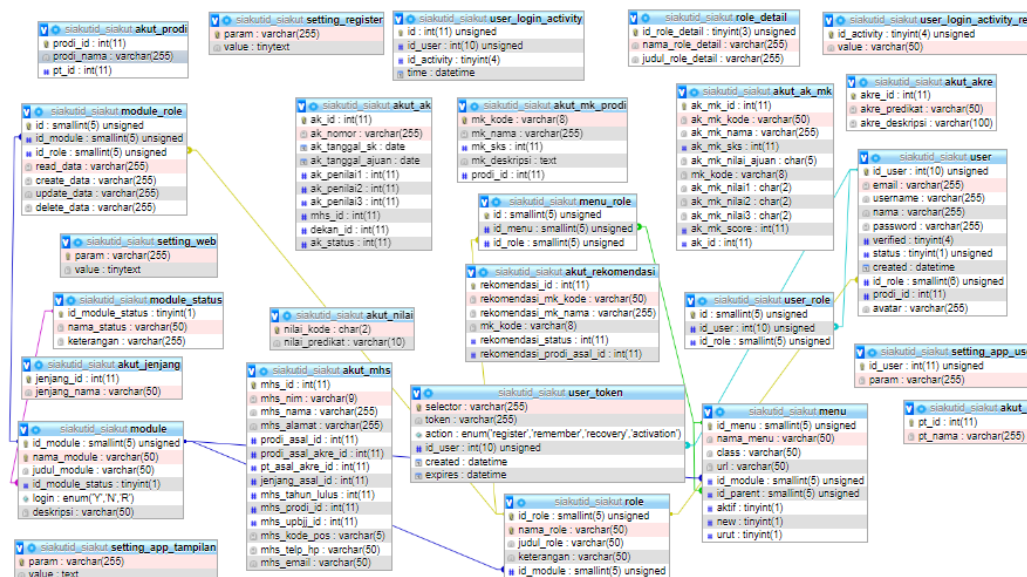 siakutid_siakut akut_prodi
prodi_id : int(11)
prodi_nama : varchar(255)
pt_id : int(11)
siakutid_siakut setting_register
param : varchar(255)
value : tinytext
siakutid_siakut user_login_activity
id : int(11) unsigned
id_user : int(10) unsigned
id_activity : tinyint(4)
time : datetime
siakutid_siakut role_detail
id_role_detail : tinyint(3) unsigned
nama_role_detail : varchar(255)
judul_role_detail : varchar(255)
siakutid_siakut user_login_activity_re
id_activity : tinyint(4) unsigned
value : varchar(50)
siakutid_siakut module_role
id : smallint(5) unsigned
id_module : smallint(5) unsigned
id_role : smallint(5) unsigned
read_data : varchar(255)
create_data : varchar(255)
update_data : varchar(255)
delete_data : varchar(255)
siakutid_siakut akut_ak
ak_id : int(11)
ak_nomor : varchar(255)
ak_tanggal_sk : date
ak_tanggal_ajuan : date
ak_penilai1 : int(11)
ak_penilai2 : int(11)
ak_penilai3 : int(11)
mhs_id : int(11)
dekan_id : int(11)
ak_status : int(11)
siakutid_siakut akut_mk_prodi
mk_kode : varchar(8)
mk_nama : varchar(255)
mk_sks : int(11)
mk_deskripsi : text
prodi_id : int(11)
siakutid_siakut akut_ak_mk
ak_mk_id : int(11)
ak_mk_kode : varchar(50)
ak_mk_nama : varchar(255)
ak_mk_sks : int(11)
ak_mk_nilai_ajuan : char(5)
mk_kode : varchar(8)
ak_mk_nilai1 : char(2)
ak_mk_nilai2 : char(2)
ak_mk_nilai3 : char(2)
ak_mk_score : int(11)
ak_id : int(11)
siakutid_siakut akut_akre
akre_id : int(11)
akre_predikat : varchar(50)
akre_deskripsi : varchar(100)
siakutid_siakut user
id_user : int(10) unsigned
email : varchar(255)
username : varchar(255)
nama : varchar(255)
password : varchar(255)
verified : tinyint(4)
status : tinyint(1) unsigned
created : datetime
id_role : smallint(6) unsigned
prodi_id : int(11)
avatar : varchar(255)
siakutid_siakut menu_role
id : smallint(5) unsigned
id_menu : smallint(5) unsigned
id_role : smallint(5) unsigned
siakutid_siakut setting_web
param : varchar(255)
value : tinytext
siakutid_siakut akut_rekomendasi
rekomendasi_id : int(11)
rekomendasi_mk_kode : varchar(50)
rekomendasi_mk_nama : varchar(255)
mk_kode : varchar(8)
rekomendasi_status : int(11)
rekomendasi_prodi_asal_id : int(11)
siakutid_siakut module_status
id_module_status : tinyint(1)
nama_status : varchar(50)
keterangan : varchar(255)
siakutid_siakut user_role
id : smallint(5) unsigned
id_user : int(10) unsigned
id_role : smallint(5) unsigned
siakutid_siakut akut_nilai
nilai_kode : char(2)
nilai_predikat : varchar(10)
siakutid_siakut setting_app_use
id_user : int(11) unsigned
param : varchar(255)
siakutid_siakut akut_jenjang
jenjang_id : int(11)
jenjang_nama : varchar(50)
siakutid_siakut akut_mhs
mhs_id : int(11)
mhs_nim : varchar(9)
mhs_nama : varchar(255)
mhs_alamat : varchar(255)
prodi_asal_id : int(11)
prodi_asal_akre_id : int(11)
pt_asal_akre_id : int(11)
jenjang_asal_id : int(11)
mhs_tahun_lulus : int(11)
mhs_prodi_id : int(11)
mhs_upbjj_id : int(11)
mhs_kode_pos : varchar(5)
mhs_telp_hp : varchar(50)
mhs_email : varchar(50)
siakutid_siakut user_token
selector : varchar(255)
token : varchar(255)
action : enum('register','remember','recovery','activation')
id_user : int(10) unsigned
created : datetime
expires : datetime
siakutid_siakut menu
id_menu : smallint(5) unsigned
nama_menu : varchar(50)
class : varchar(50)
url : varchar(50)
id_module : smallint(5) unsigned
id_parent : smallint(5) unsigned
aktif : tinyint(1)
new : tinyint(1)
urut : tinyint(1)
siakutid_siakut akut_
pt_id : int(11)
pt_nama : varchar(255)
siakutid_siakut module
id_module : smallint(5) unsigned
nama_module : varchar(50)
judul_module : varchar(50)
id_module_status : tinyint(1)
login : enum('Y','N','R')
deskripsi : varchar(50)
siakutid_siakut role
id_role : smallint(5) unsigned
nama_role : varchar(50)
judul_role : varchar(50)
keterangan : varchar(50)
id_module : smallint(5) unsigned
siakutid_siakut setting_app_tampilan
param : varchar(255)
value : text